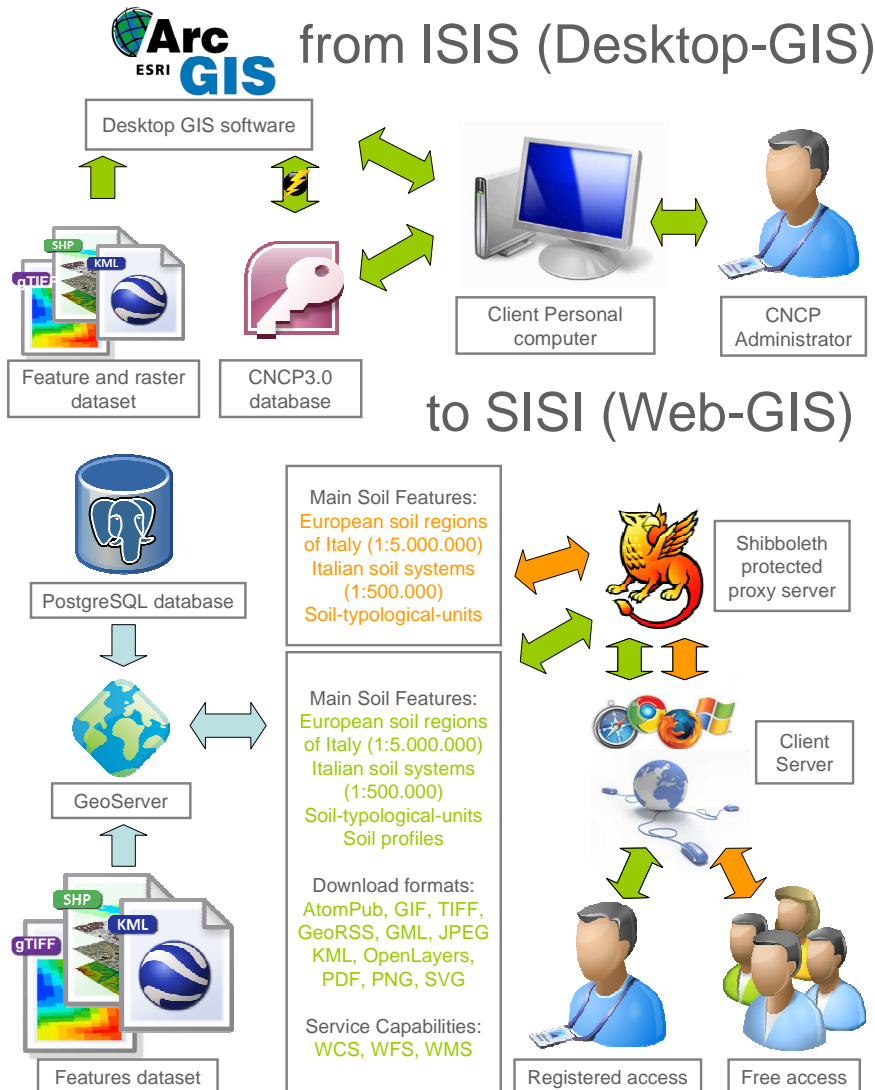 Arc
ESRI
GIS
from ISIS (Desktop-GIS)
Desktop GIS software
SHP
KML
gTIFF
Feature and raster
dataset
CNCP3.0
database
Client Personal
computer
CNCP
Administrator
to SISI (Web-GIS)
PostgreSQL database
GeoServer
SHP
KML
gTIFF
Features dataset
Main Soil Features:
European soil regions
of Italy (1:5.000.000)
Italian soil systems
(1:500.000)
Soil-typological-units
Main Soil Features:
European soil regions
of Italy (1:5.000.000)
Italian soil systems
(1:500.000)
Soil-typological-units
Soil profiles
Download formats:
AtomPub, GIF, TIFF,
GeoRSS, GML, JPEG
KML, OpenLayers,
PDF, PNG, SVG
Service Capabilities:
WCS, WFS, WMS
Shibboleth
protected
proxy server
Client
Server
Registered access
Free access